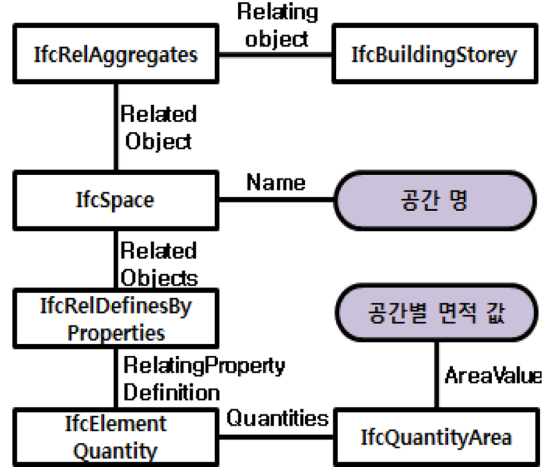 Relating
object
IfcRelAggregates
IfcBuildingStorey
Related
Object
IfcSpace
Name
공간 명
Related
Objects
IfcRelDefinesBy
Properties
공간별 면적 값
RelatingProperty
Definition
AreaValue
IfcElement
Quantity
Quantities
IfcQuantityArea